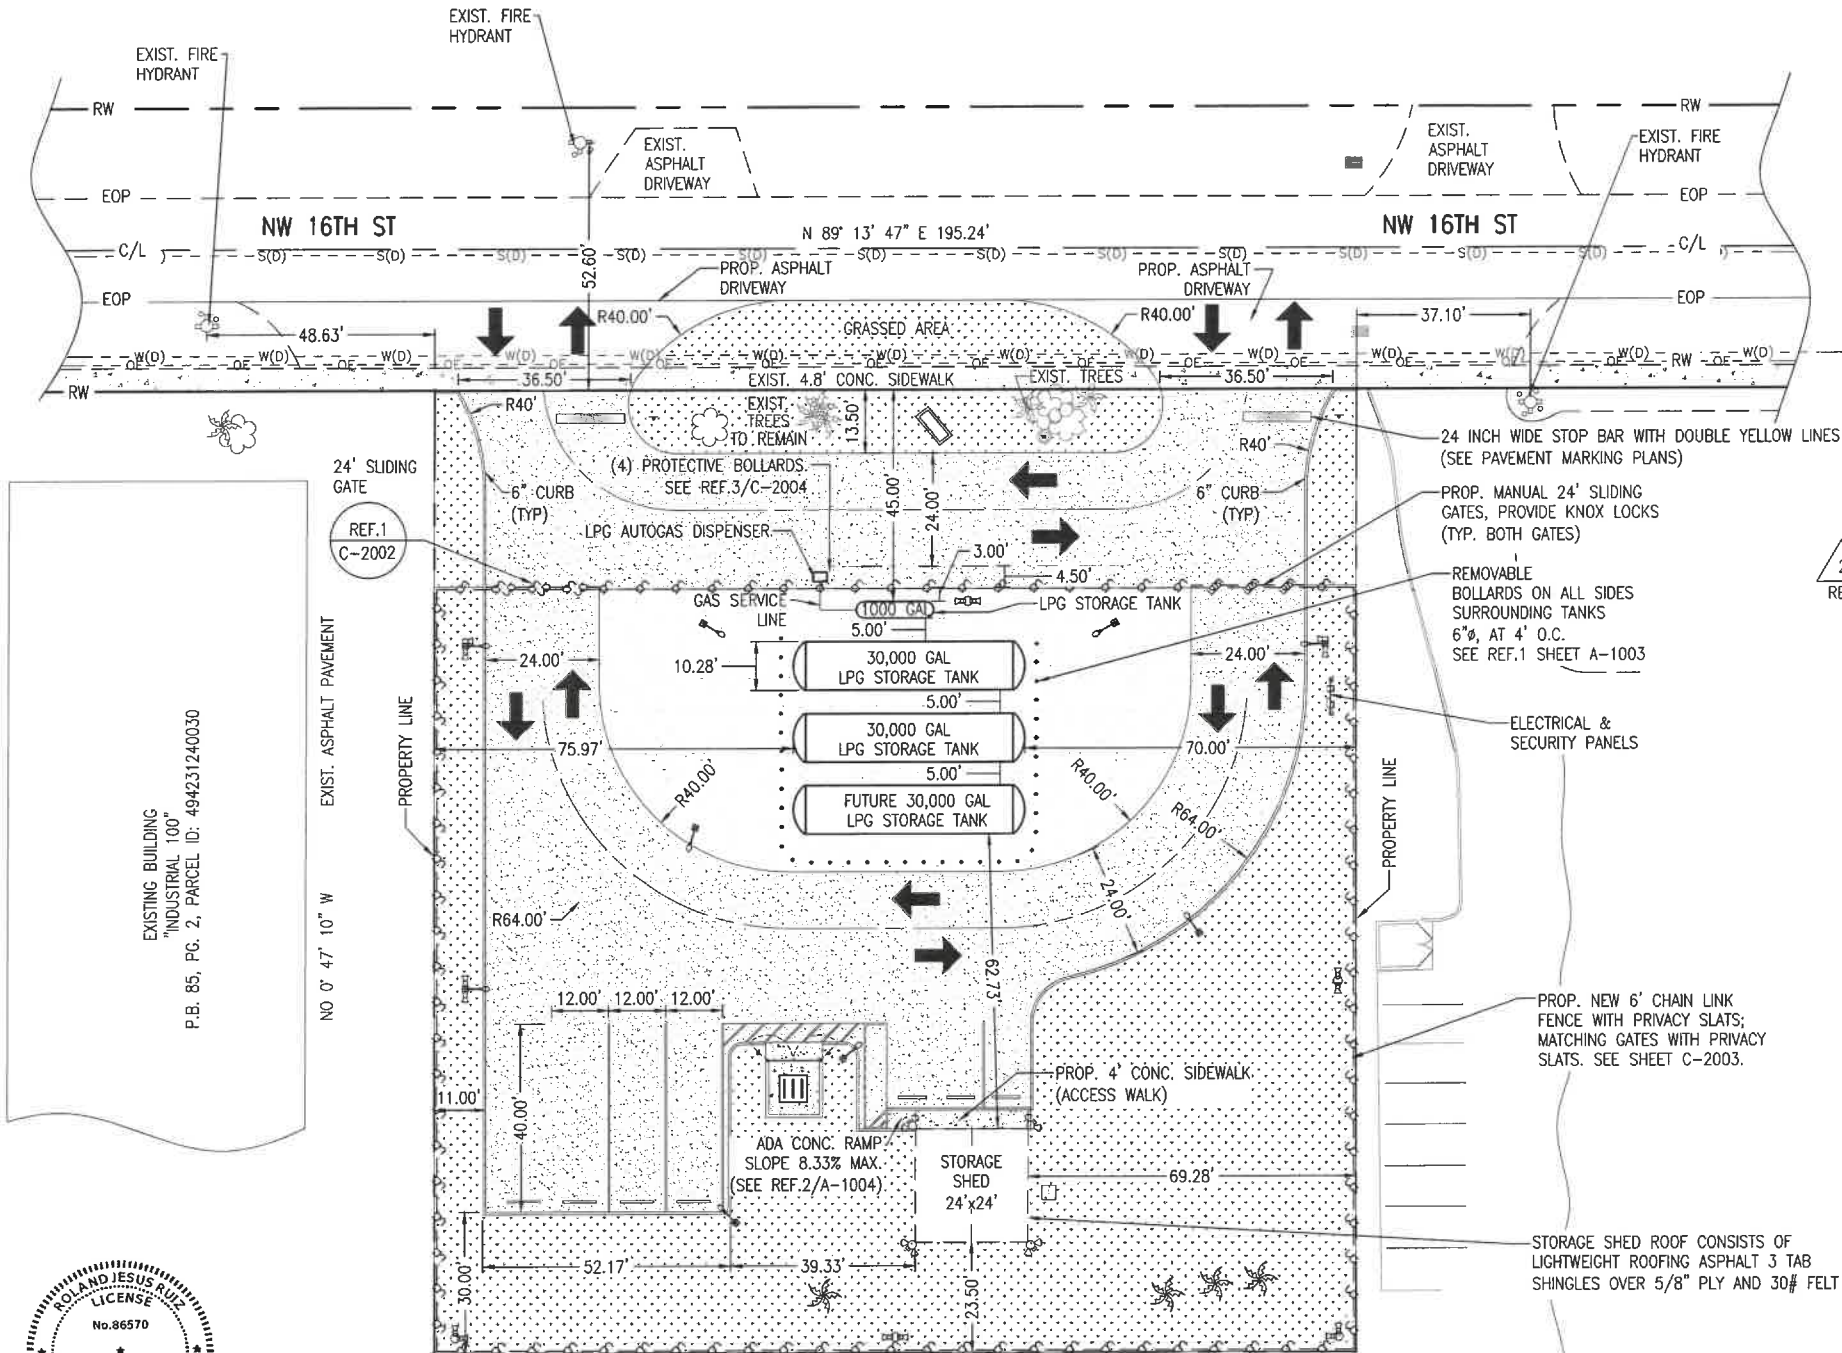 EXIST. FIRE
HYDRANT
EXIST. FIRE
HYDRANT
RW
RW
EXIST.
ASPHALT
DRIVEWAY
EXIST.
ASPHALT
DRIVEWAY
EXIST. FIRE
HYDRANT
EOP
EOP
NW 16TH ST
NW 16TH ST
N 89° 13' 47" E 195.24'
C/L
C/L
S(D) S(D) S(D) S(D) S(D) S(D) S(D) S(D) S(D) S(D) S(D) S(D)
52.60'
PROP. ASPHALT
DRIVEWAY
PROP. ASPHALT
DRIVEWAY
EOP
EOP
48.63'
R40.00'
GRASSED AREA
R40.00'
37.10'
W(D) W(D) W(D) W(D) W(D) W(D) W(D) W(D) W(D) W(D) W(D) W(D)
OE OE OE OE OE OE OE OE OE OE OE
RW
RW
36.50'
EXIST. 4.8' CONC. SIDEWALK
EXIST. TREES
36.50'
R40'
EXIST.
TREES
TO REMAIN
13.50'
R40'
24 INCH WIDE STOP BAR WITH DOUBLE YELLOW LINES
(SEE PAVEMENT MARKING PLANS)
24' SLIDING
GATE
REF.1
C-2002
6" CURB
(TYP)
(4) PROTECTIVE BOLLARDS.
SEE REF.3/C-2004
45.00'
24.00'
6" CURB
(TYP)
PROP. MANUAL 24' SLIDING
GATES, PROVIDE KNOX LOCKS
(TYP. BOTH GATES)
LPG AUTOGAS DISPENSER
3.00'
4.50'
2
RE
GAS SERVICE
LINE
1000 GAL
LPG STORAGE TANK
REMOVABLE
BOLLARDS ON ALL SIDES
SURROUNDING TANKS
6"ø, AT 4' O.C.
SEE REF.1 SHEET A-1003
5.00'
24.00'
10.28'
30,000 GAL
LPG STORAGE TANK
24.00'
5.00'
75.97'
30,000 GAL
LPG STORAGE TANK
70.00'
ELECTRICAL &
SECURITY PANELS
5.00'
R40.00'
FUTURE 30,000 GAL
LPG STORAGE TANK
R40.00'
R64.00'
EXISTING BUILDING
"INDUSTRIAL 100"
P.B. 85, PG. 2, PARCEL ID: 494231240030
EXIST. ASPHALT PAVEMENT
NO 0° 47' 10" W
PROPERTY LINE
PROPERTY LINE
24.00'
R64.00'
62.73'
12.00' 12.00' 12.00'
PROP. NEW 6' CHAIN LINK
FENCE WITH PRIVACY SLATS;
MATCHING GATES WITH PRIVACY
SLATS. SEE SHEET C-2003.
11.00'
40.00'
PROP. 4' CONC. SIDEWALK
(ACCESS WALK)
ADA CONC. RAMP
SLOPE 8.33% MAX.
(SEE REF.2/A-1004)
STORAGE
SHED
24'x24'
69.28'
30.00'
52.17'
39.33'
23.50'
STORAGE SHED ROOF CONSISTS OF
LIGHTWEIGHT ROOFING ASPHALT 3 TAB
SHINGLES OVER 5/8" PLY AND 30# FELT
ROLAND JESUS RUIZ
LICENSE
No.86570